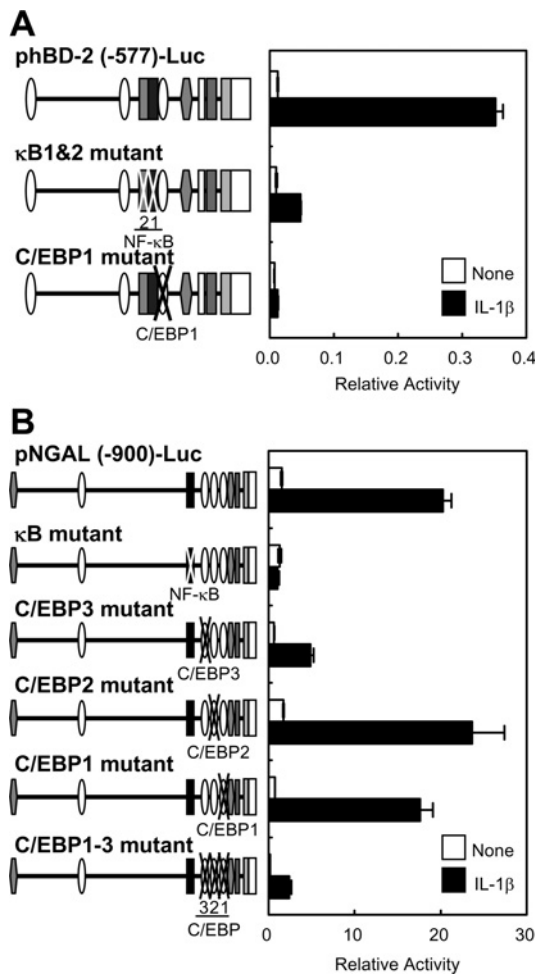 A
phBD-2 (-577)-Luc
κB1&2 mutant
21
NF-κB
C/EBP1 mutant
C/EBP1
None
IL-1β
0.0 0.1 0.2 0.3 0.4
Relative Activity
B
pNGAL (-900)-Luc
κB mutant
NF-κB
C/EBP3 mutant
C/EBP3
C/EBP2 mutant
C/EBP2
C/EBP1 mutant
C/EBP1
C/EBP1-3 mutant
321
C/EBP
None
IL-1β
0 10 20 30
Relative Activity